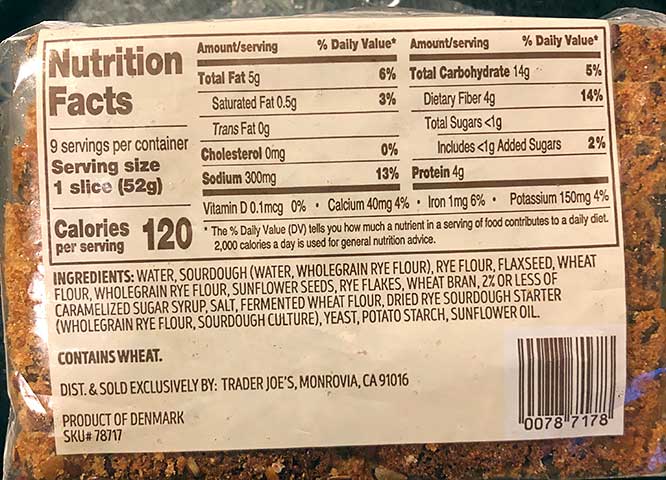 Nutrition
Facts
9 servings per container
Serving size
1 slice (52g)
Calories
per serving
120
Amount/serving % Daily Value*
Total Fat 5g 6%
Saturated Fat 0.5g 3%
Trans Fat 0g
Cholesterol 0mg 0%
Sodium 300mg 13%
Amount/serving % Daily Value*
Total Carbohydrate 14g 5%
Dietary Fiber 4g 14%
Total Sugars <1g
Includes <1g Added Sugars 2%
Protein 4g
Vitamin D 0.1mcg 0% • Calcium 40mg 4% • Iron 1mg 6% • Potassium 150mg 4%
* The % Daily Value (DV) tells you how much a nutrient in a serving of food contributes to a daily diet.
2,000 calories a day is used for general nutrition advice.
INGREDIENTS: WATER, SOURDOUGH (WATER, WHOLEGRAIN RYE FLOUR), RYE FLOUR, FLAXSEED, WHEAT
FLOUR, WHOLEGRAIN RYE FLOUR, SUNFLOWER SEEDS, RYE FLAKES, WHEAT BRAN, 2% OR LESS OF
CARAMELIZED SUGAR SYRUP, SALT, FERMENTED WHEAT FLOUR, DRIED RYE SOURDOUGH STARTER
(WHOLEGRAIN RYE FLOUR, SOURDOUGH CULTURE), YEAST, POTATO STARCH, SUNFLOWER OIL.
CONTAINS WHEAT.
DIST. & SOLD EXCLUSIVELY BY: TRADER JOE'S, MONROVIA, CA 91016
PRODUCT OF DENMARK
SKU# 78717
0078 7178